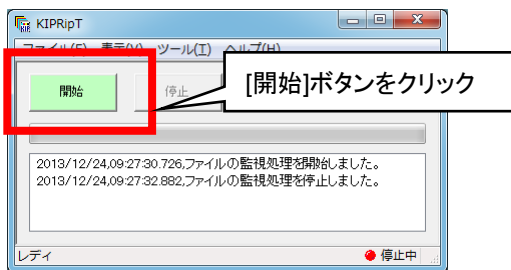 KIPRipT
ファイル(F) 表示(V) ツール(T) ヘルプ(H)
開始
停止
[開始]ボタンをクリック
2013/12/24,09:27:30.726,ファイルの監視処理を開始しました。
2013/12/24,09:27:32.882,ファイルの監視処理を停止しました。
レディ
停止中